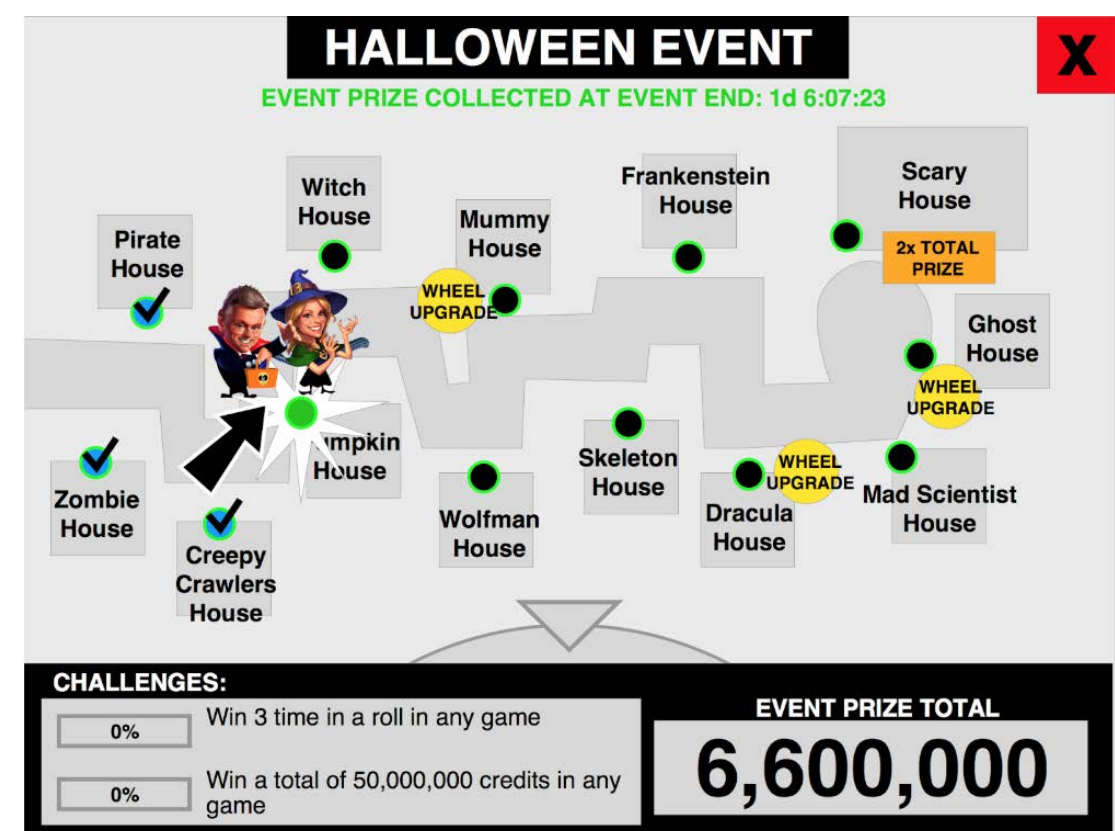 HALLOWEEN EVENT
X
EVENT PRIZE COLLECTED AT EVENT END: 1d 6:07:23
Witch
House
Frankenstein
House
Scary
House
2x TOTAL
PRIZE
Pirate
House
Mummy
House
WHEEL
UPGRADE
Ghost
House
WHEEL
UPGRADE
Zombie
House
Creepy
Crawlers
House
umpkin
House
Wolfman
House
Skeleton
House
Dracula
House
WHEEL
UPGRADE
Mad Scientist
House
CHALLENGES:
0%
Win 3 time in a roll in any game
0%
Win a total of 50,000,000 credits in any
game
EVENT PRIZE TOTAL
6,600,000